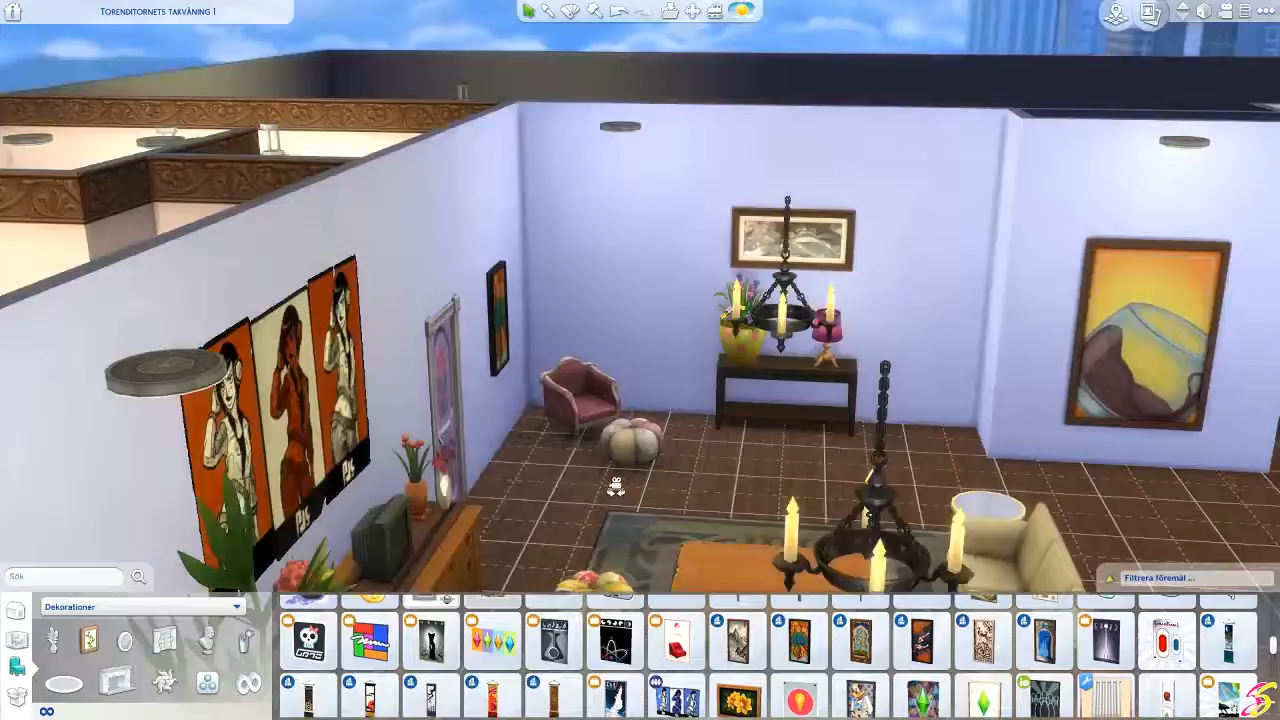 TORENDITORNETS TAKVÅNING 1
Filtrera föremål ...
Sök
Dekorationer